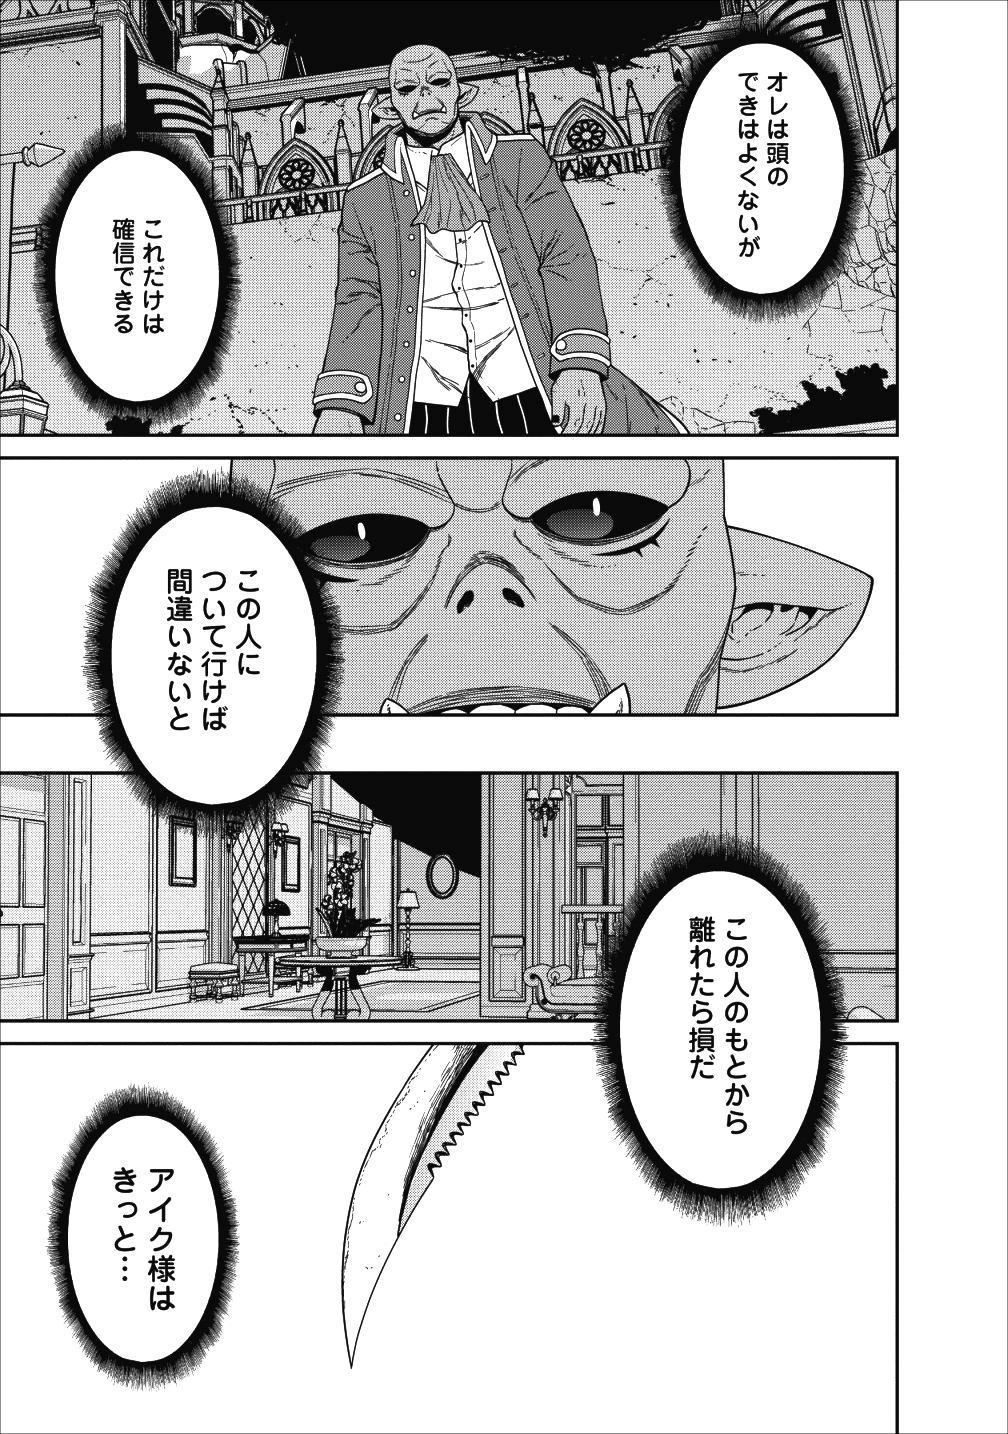 オレは頭の
できはよくないが
これだけは
確信できる
この人に
ついて行けば
間違いないと
この人のもとから
離れたら損だ
アイク様は
きっと…